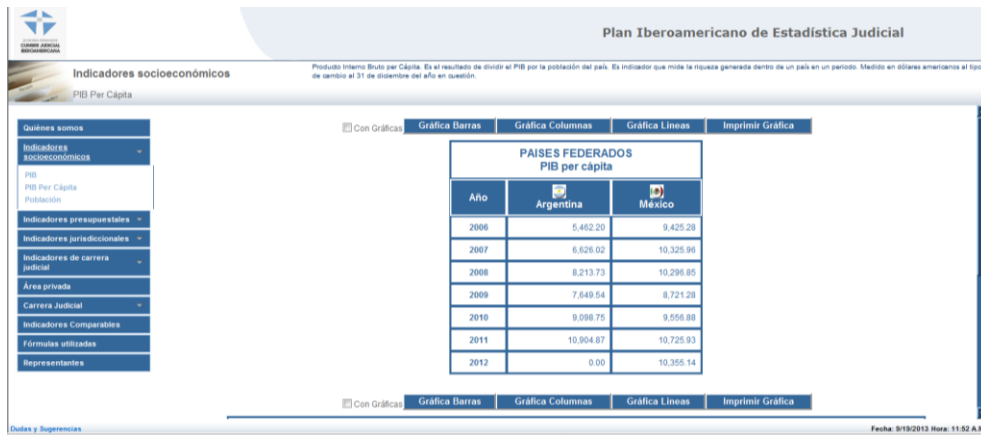 CUMBRE JUDICIAL
IBEROAMERICANA
Plan Iberoamericano de Estadística Judicial
Indicadores socioeconómicos
PIB Per Cápita
Producto Interno Bruto per Cápita. Es el resultado de dividir el PIB por la población del país. Es indicador que mide la riqueza generada dentro de un país en un periodo. Medido en dólares americanos al tipo
de cambio al 31 de diciembre del año en cuestión.
Quiénes somos
Indicadores
socioeconómicos
PIB
PIB Per Cápita
Población
Indicadores presupuestales
Indicadores jurisdiccionales
Indicadores de carrera
judicial
Área privada
Carrera Judicial
Indicadores Comparables
Fórmulas utilizadas
Representantes
Con Gráficas Gráfica Barras Gráfica Columnas Gráfica Lineas Imprimir Gráfica
PAISES FEDERADOS
PIB per cápita
Año Argentina México
2006 5,462.20 9,425.28
2007 6,626.02 10,325.96
2008 8,213.73 10,296.85
2009 7,649.54 8,721.28
2010 9,098.75 9,556.88
2011 10,904.87 10,725.93
2012 0.00 10,355.14
Con Gráficas Gráfica Barras Gráfica Columnas Gráfica Lineas Imprimir Gráfica
Dudas y Sugerencias
Fecha: 9/19/2013 Hora: 11:52 A.